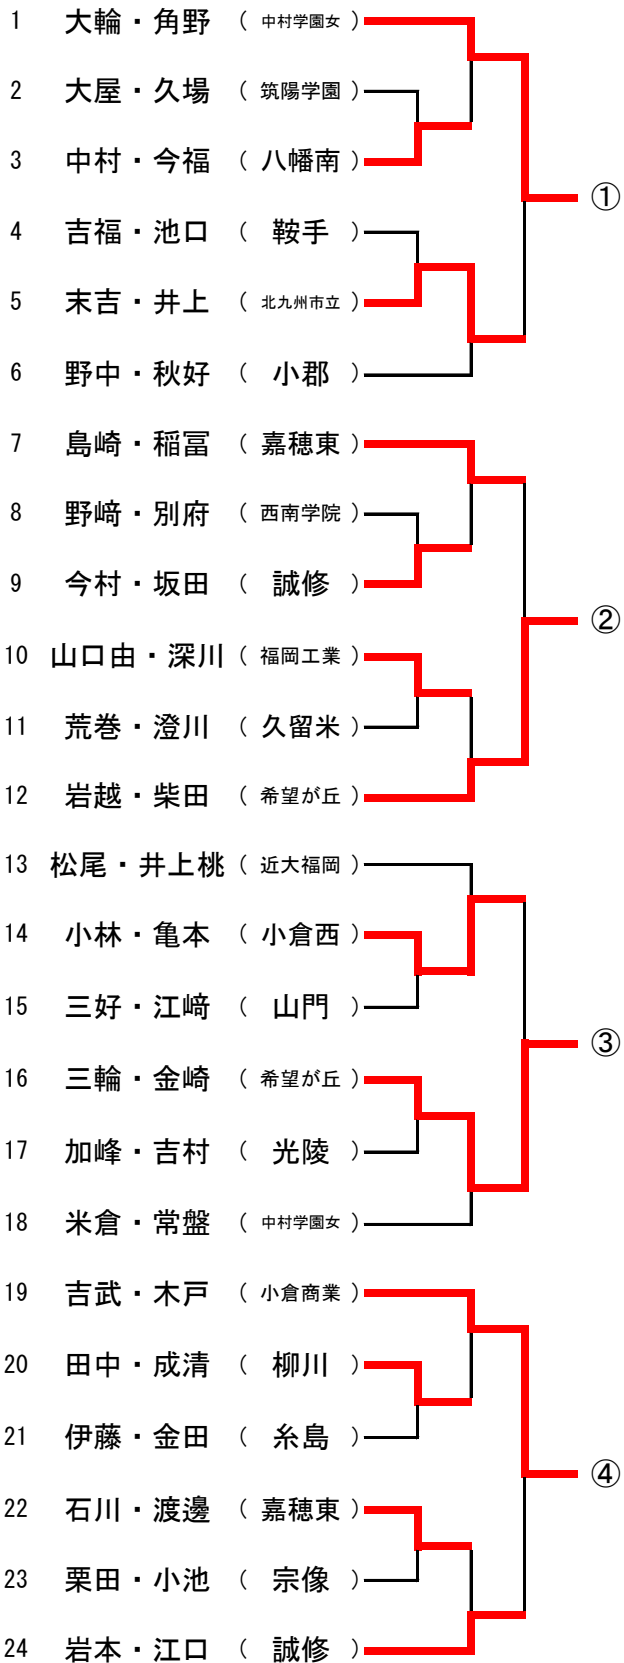 1 大輪・角野 ( 中村学園女 )
2 大屋・久場 ( 筑陽学園 )
3 中村・今福 ( 八幡南 )
①
4 吉福・池口 ( 鞍手 )
5 末吉・井上 ( 北九州市立 )
6 野中・秋好 ( 小郡 )
7 島崎・稲冨 ( 嘉穂東 )
8 野﨑・別府 ( 西南学院 )
9 今村・坂田 ( 誠修 )
②
10 山口由・深川 ( 福岡工業 )
11 荒巻・澄川 ( 久留米 )
12 岩越・柴田 ( 希望が丘 )
13 松尾・井上桃 ( 近大福岡 )
14 小林・亀本 ( 小倉西 )
15 三好・江﨑 ( 山門 )
③
16 三輪・金崎 ( 希望が丘 )
17 加峰・吉村 ( 光陵 )
18 米倉・常盤 ( 中村学園女 )
19 吉武・木戸 ( 小倉商業 )
20 田中・成清 ( 柳川 )
21 伊藤・金田 ( 糸島 )
④
22 石川・渡邊 ( 嘉穂東 )
23 栗田・小池 ( 宗像 )
24 岩本・江口 ( 誠修 )